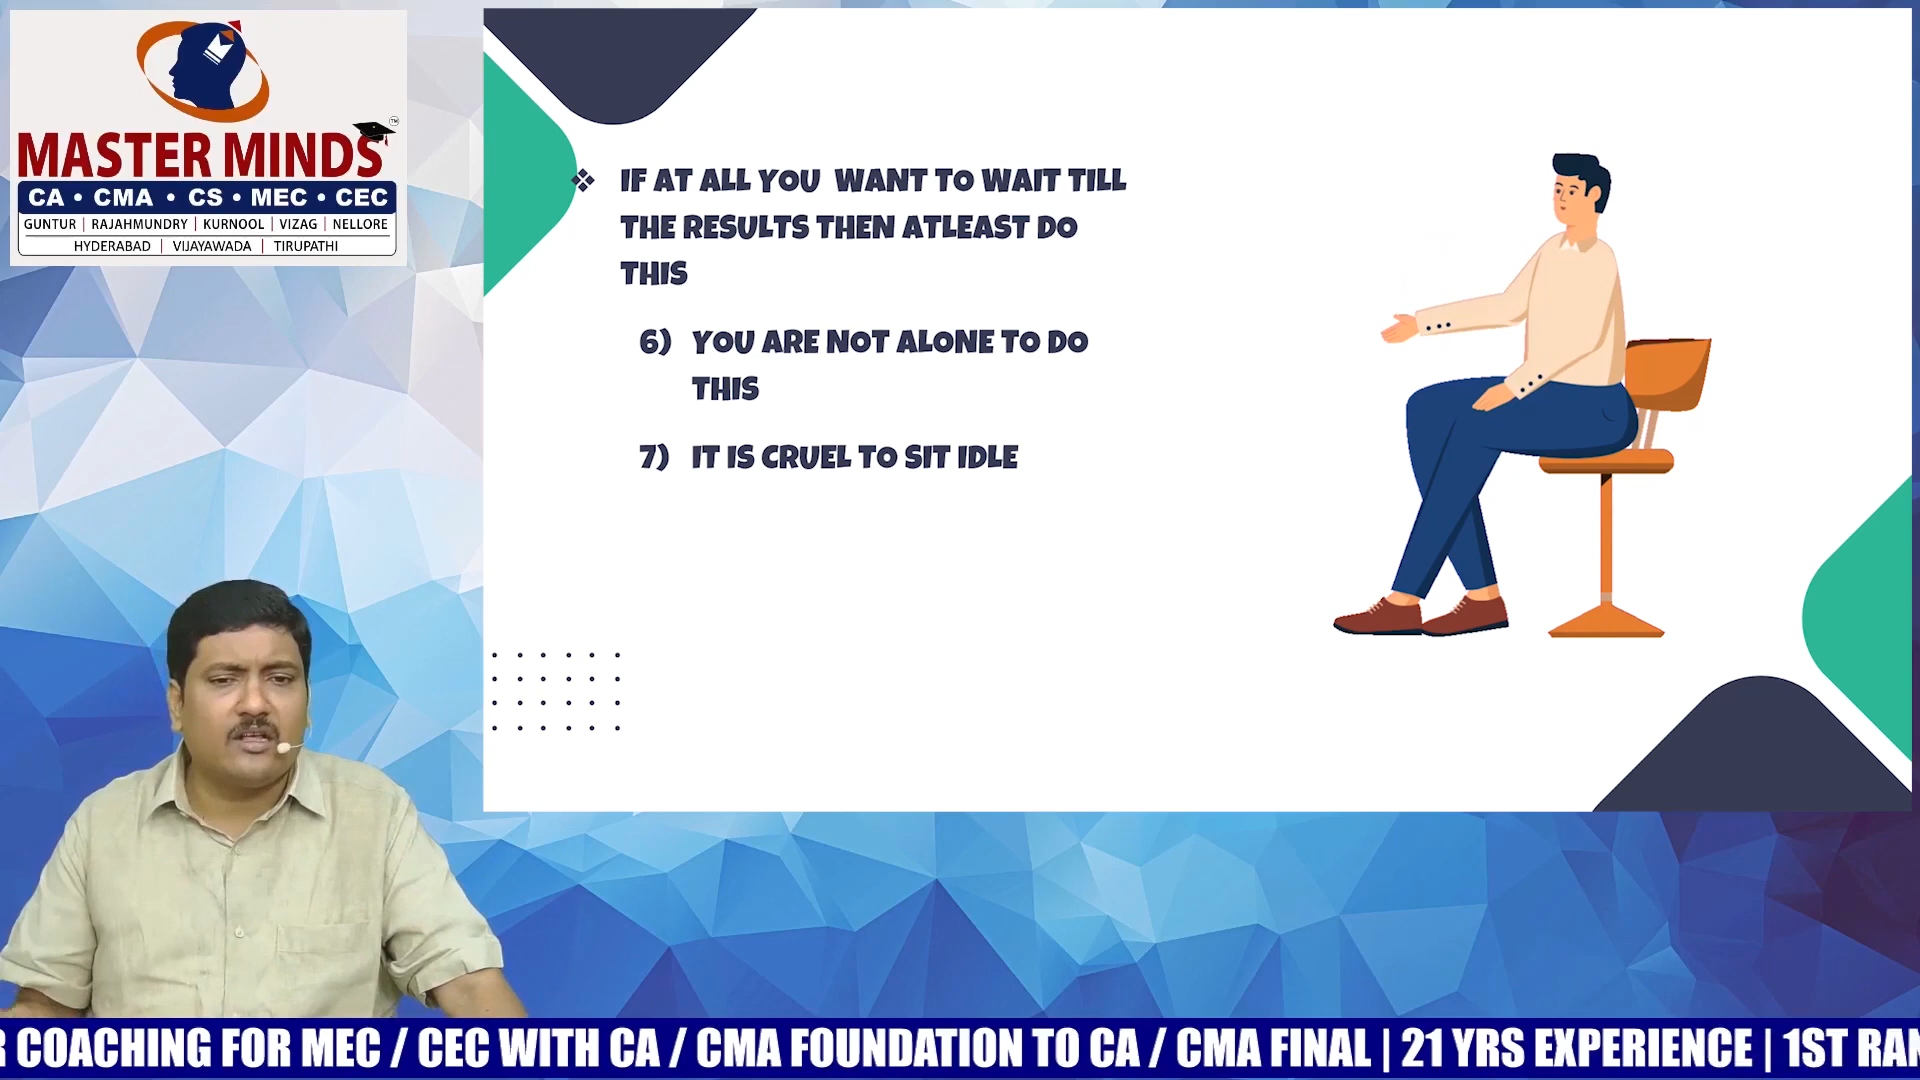 MASTER MINDS
TM
CA • CMA • CS • MEC • CEC
GUNTUR | RAJAHMUNDRY | KURNOOL | VIZAG | NELLORE
HYDERABAD | VIJAYAWADA | TIRUPATHI
❖ IF AT ALL YOU WANT TO WAIT TILL
THE RESULTS THEN ATLEAST DO
THIS
6) YOU ARE NOT ALONE TO DO
THIS
7) IT IS CRUEL TO SIT IDLE
R COACHING FOR MEC / CEC WITH CA / CMA FOUNDATION TO CA / CMA FINAL | 21 YRS EXPERIENCE | 1ST RAN